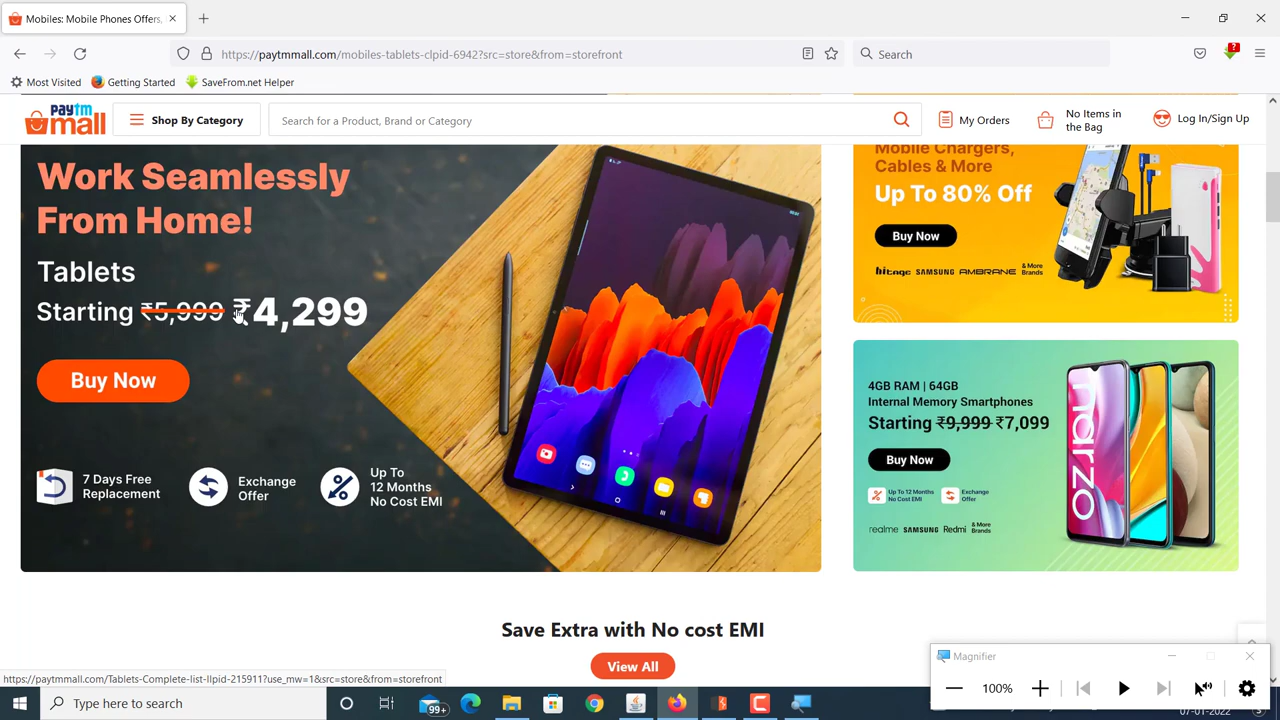 Mobiles: Mobile Phones Offers,
https://paytmmall.com/mobiles-tablets-clpid-6942?src=store&from=storefront
Search
?
Most Visited
Getting Started
SaveFrom.net Helper
paytm
mall
Shop By Category
Search for a Product, Brand or Category
My Orders
No Items in
the Bag
Log In/Sign Up
Work Seamlessly
From Home!
Tablets
Starting ₹5,999 ₹4,299
Buy Now
7 Days Free
Replacement
Exchange
Offer
Up To
12 Months
No Cost EMI
Mobile Chargers,
Cables & More
Up To 80% Off
Buy Now
hitage SAMSUNG AMBRANE & More
Brands
4GB RAM | 64GB
Internal Memory Smartphones
Starting ₹9,999 ₹7,099
Buy Now
Up To 12 Months
No Cost EMI
Exchange
Offer
realme SAMSUNG Redmi & More
Brands
narzo
Save Extra with No cost EMI
View All
https://paytmmall.com/Tablets-Complete-list-llpid-215911?use_mw=1&src=store&from=storefront
Magnifier
100%
Type here to search
99+
07-01-2022